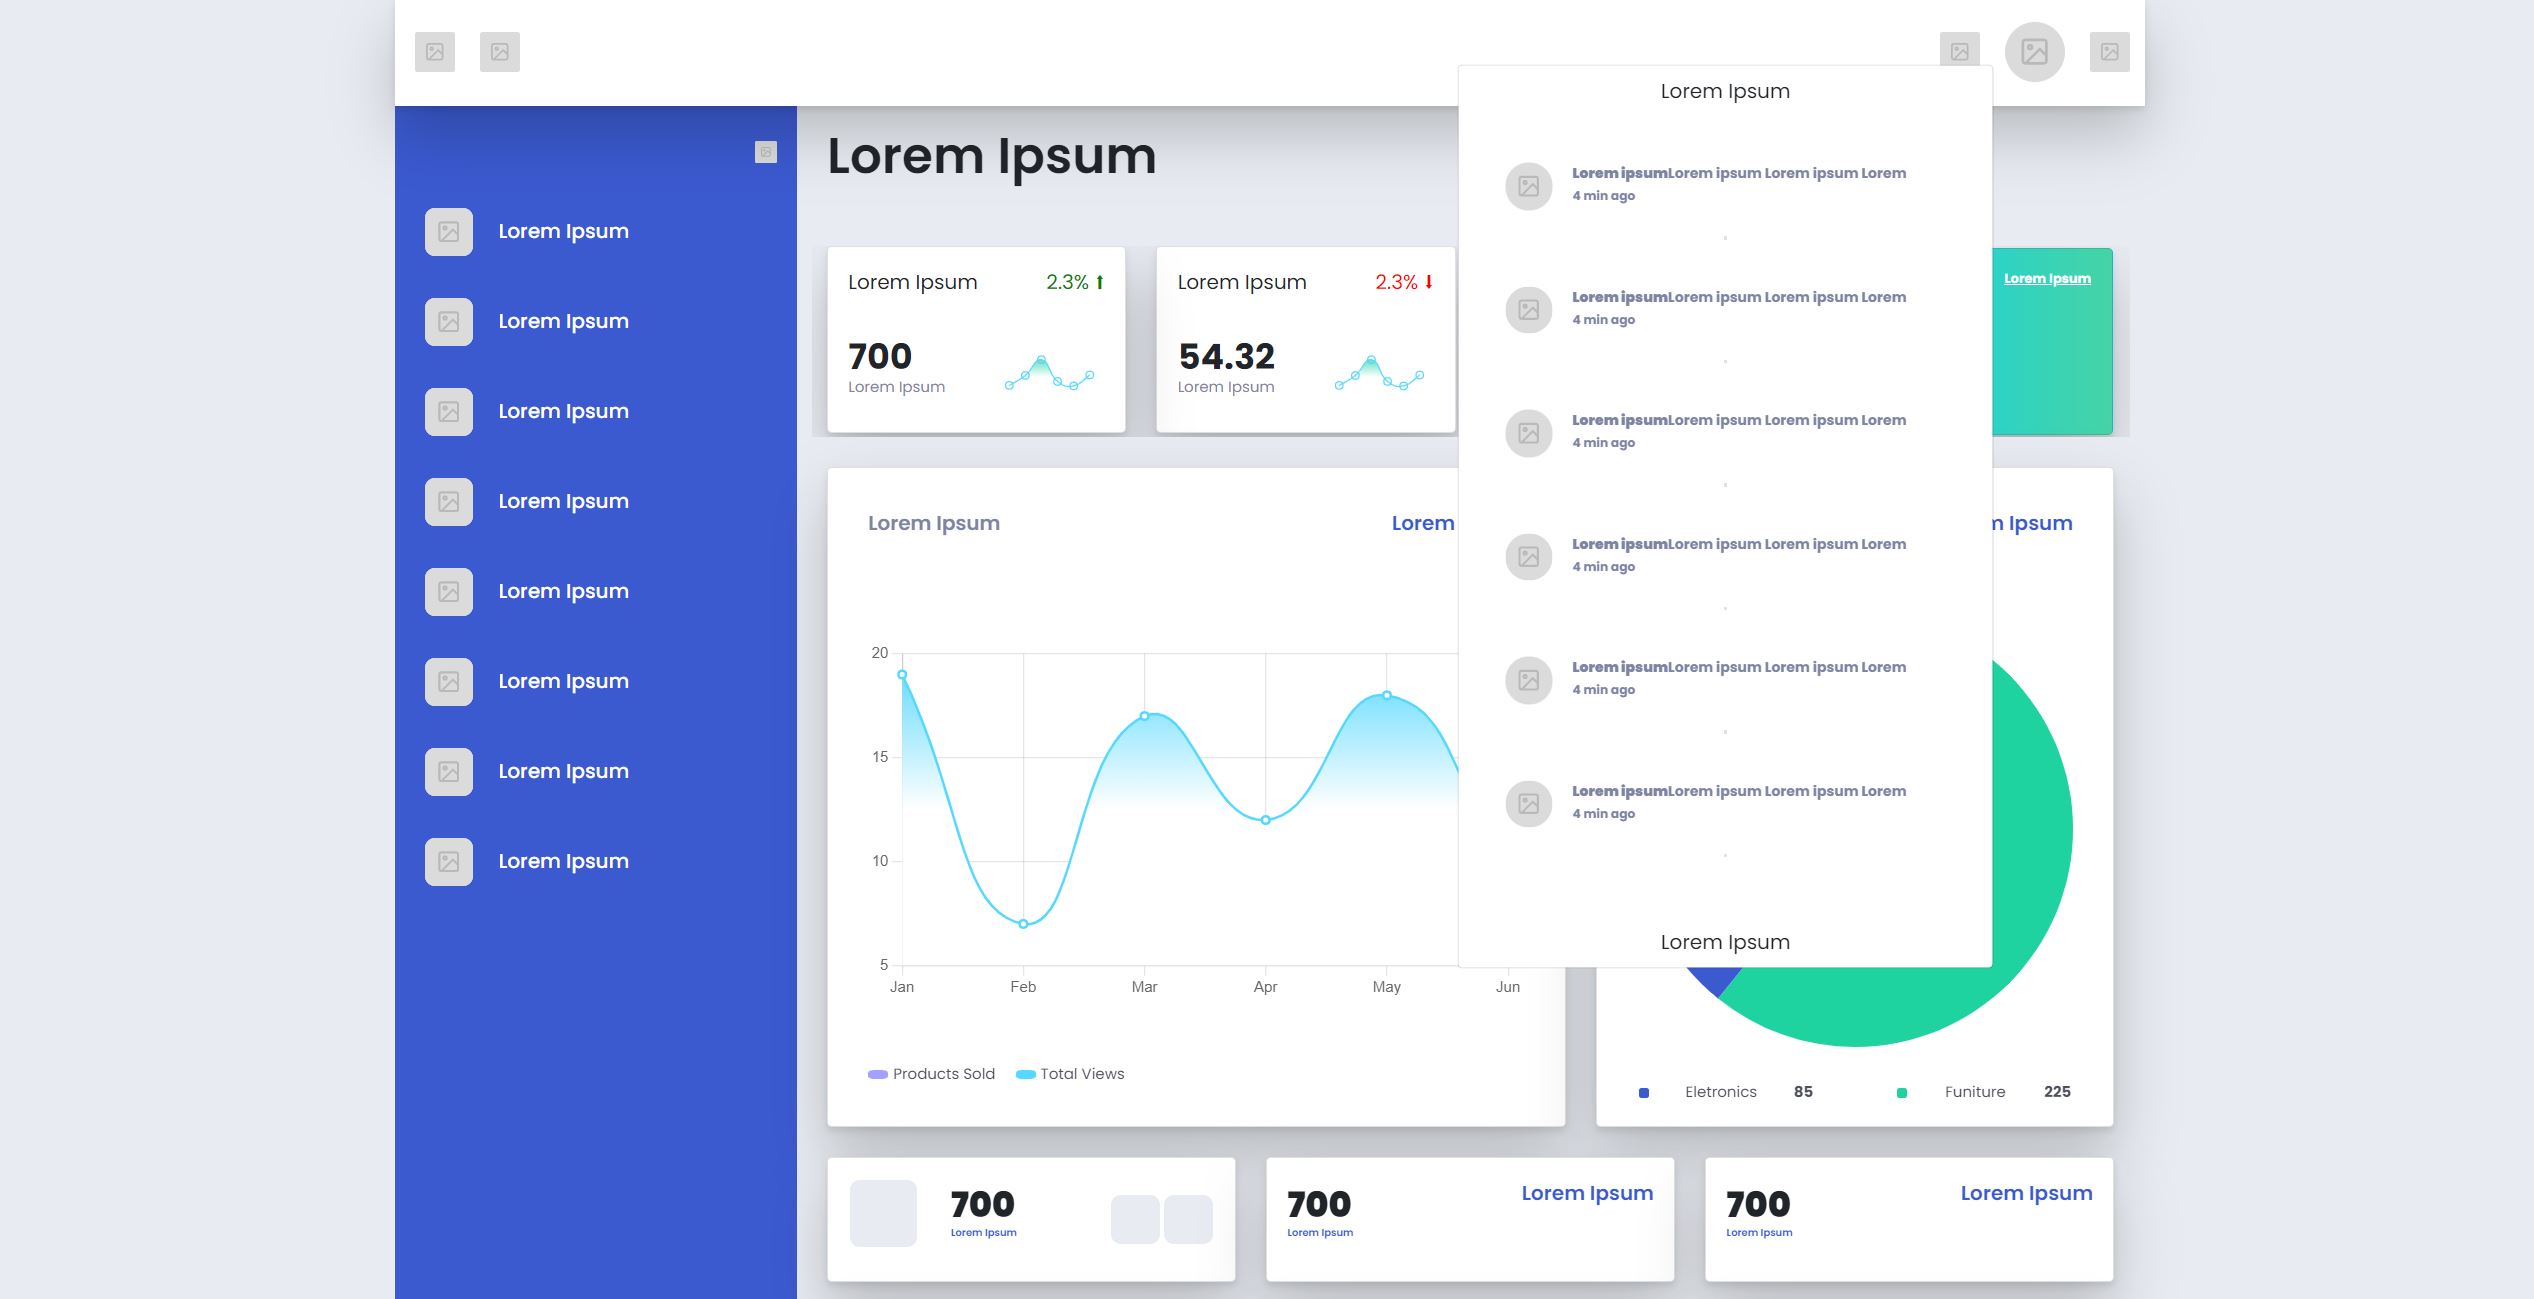 Lorem Ipsum
Lorem Ipsum
Lorem Ipsum
Lorem Ipsum
Lorem Ipsum
Lorem Ipsum
Lorem Ipsum
Lorem Ipsum
Lorem Ipsum
Lorem Ipsum 2.3%
700
Lorem Ipsum
Lorem Ipsum 2.3%
54.32
Lorem Ipsum
Lorem Ipsum
Lorem Ipsum
Lorem ipsumLorem ipsum Lorem ipsum Lorem
4 min ago
Lorem ipsumLorem ipsum Lorem ipsum Lorem
4 min ago
Lorem ipsumLorem ipsum Lorem ipsum Lorem
4 min ago
Lorem ipsumLorem ipsum Lorem ipsum Lorem
4 min ago
Lorem ipsumLorem ipsum Lorem ipsum Lorem
4 min ago
Lorem ipsumLorem ipsum Lorem ipsum Lorem
4 min ago
Lorem Ipsum
Lorem Ipsum Lorem
20
15
10
5
Jan Feb Mar Apr May Jun
Products Sold Total Views
Ipsum
Eletronics 85 Funiture 225
700
Lorem Ipsum
700 Lorem Ipsum
Lorem Ipsum
700 Lorem Ipsum
Lorem Ipsum